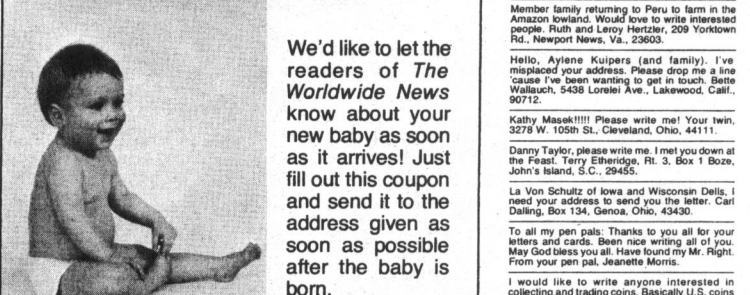 We'd like to let the
readers of The
Worldwide News
know about your
new baby as soon
as it arrives! Just
fill out this coupon
and send it to the
address given as
soon as possible
after the baby is
born.
Member family returning to Peru to farm in the
Amazon lowland. Would love to write interested
people. Ruth and Leroy Hertzler, 209 Yorktown
Rd., Newport News, Va., 23603.
Hello, Aylene Kuipers (and family). I've
misplaced your address. Please drop me a line
'cause I've been wanting to get in touch. Bette
Wallauch, 5438 Lorelei Ave., Lakewood, Calif.,
90712.
Kathy Masek!!!!! Please write me! Your twin,
3278 W. 105th St., Cleveland, Ohio, 44111.
Danny Taylor, please write me. I met you down at
the Feast. Terry Etheridge, Rt. 3, Box 1 Boze,
John's Island, S.C., 29455.
La Von Schultz of Iowa and Wisconsin Dells, I
need your address to send you the letter. Carl
Dalling, Box 134, Genoa, Ohio, 43430.
To all my pen pals: Thanks to you all for your
letters and cards. Been nice writing all of you.
May God bless you all. Have found my Mr. Right.
From your pen pal, Jeanette Morris.
I would like to write anyone interested in
collecting and trading coins. Basically U.S. coins